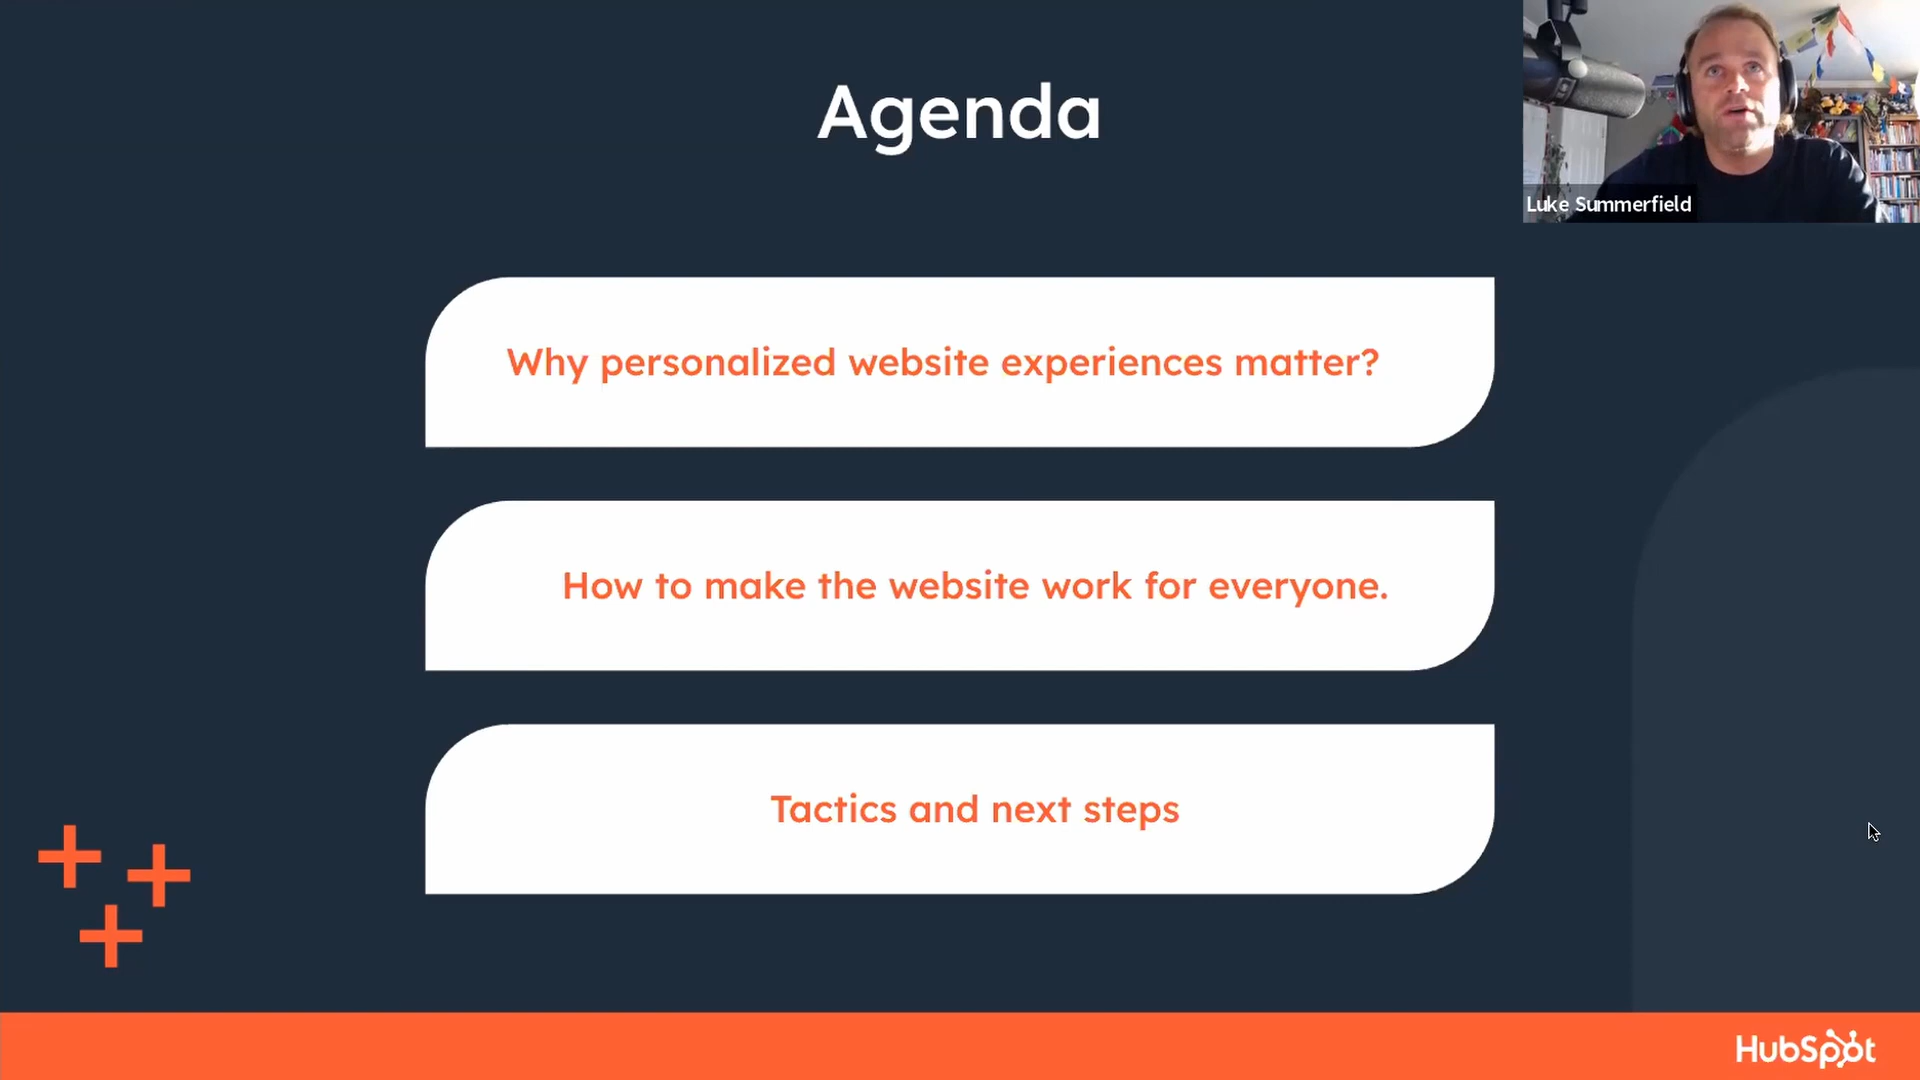 Agenda
Luke Summerfield
Why personalized website experiences matter?
How to make the website work for everyone.
Tactics and next steps
HubSpot